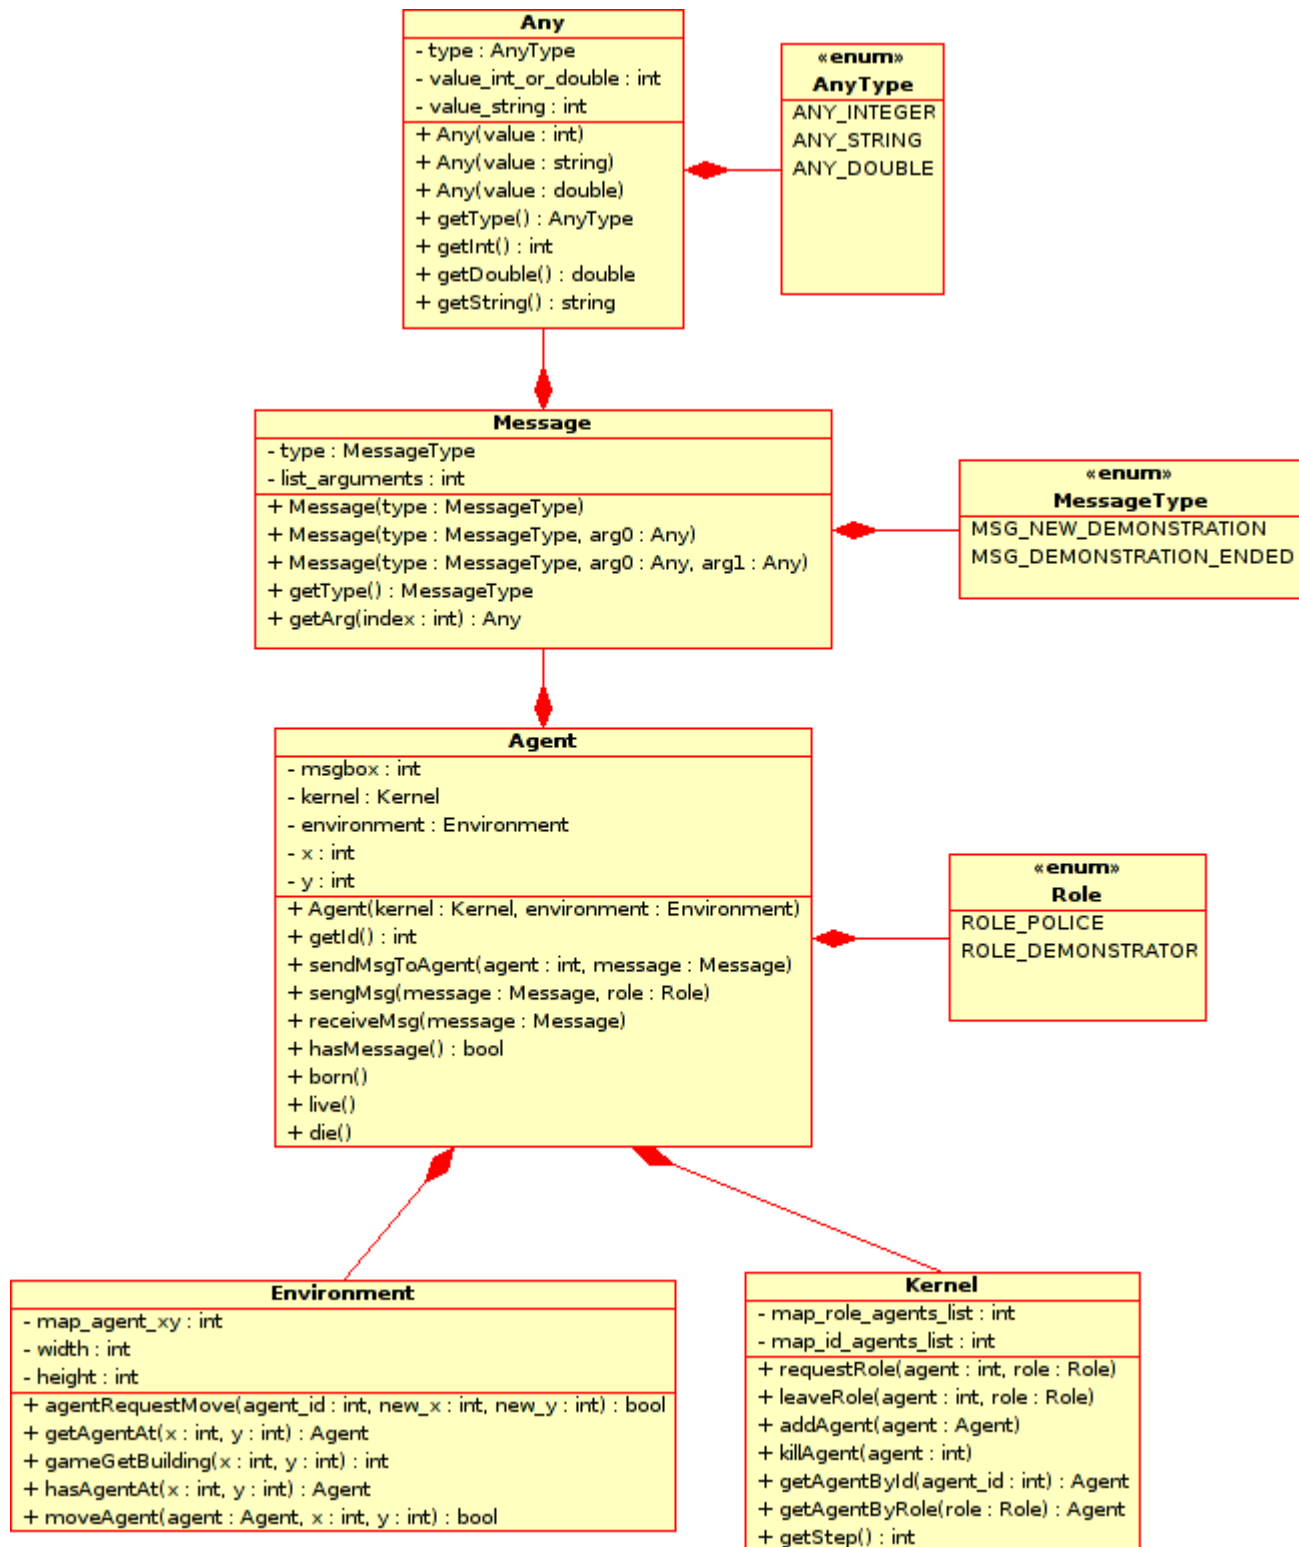 Any
- type : AnyType
- value_int_or_double : int
- value_string : int
+ Any(value : int)
+ Any(value : string)
+ Any(value : double)
+ getType() : AnyType
+ getInt() : int
+ getDouble() : double
+ getString() : string
«enum»
AnyType
ANY_INTEGER
ANY_STRING
ANY_DOUBLE
Message
- type : MessageType
- list_arguments : int
+ Message(type : MessageType)
+ Message(type : MessageType, arg0 : Any)
+ Message(type : MessageType, arg0 : Any, arg1 : Any)
+ getType() : MessageType
+ getArg(index : int) : Any
«enum»
MessageType
MSG_NEW_DEMONSTRATION
MSG_DEMONSTRATION_ENDED
Agent
- msgbox : int
- kernel : Kernel
- environment : Environment
- x : int
- y : int
+ Agent(kernel : Kernel, environment : Environment)
+ getId() : int
+ sendMsgToAgent(agent : int, message : Message)
+ sengMsg(message : Message, role : Role)
+ receiveMsg(message : Message)
+ hasMessage() : bool
+ born()
+ live()
+ die()
«enum»
Role
ROLE_POLICE
ROLE_DEMONSTRATOR
Environment
- map_agent_xy : int
- width : int
- height : int
+ agentRequestMove(agent_id : int, new_x : int, new_y : int) : bool
+ getAgentAt(x : int, y : int) : Agent
+ gameGetBuilding(x : int, y : int) : int
+ hasAgentAt(x : int, y : int) : Agent
+ moveAgent(agent : Agent, x : int, y : int) : bool
Kernel
- map_role_agents_list : int
- map_id_agents_list : int
+ requestRole(agent : int, role : Role)
+ leaveRole(agent : int, role : Role)
+ addAgent(agent : Agent)
+ killAgent(agent : int)
+ getAgentById(agent_id : int) : Agent
+ getAgentByRole(role : Role) : Agent
+ getStep() : int